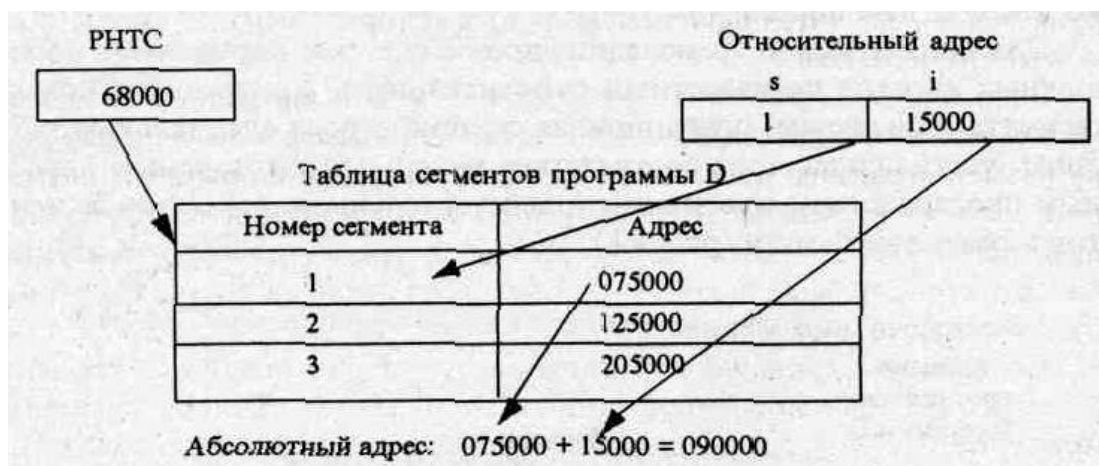 РНТС
68000
Относительный адрес
s i
1 15000
Таблица сегментов программы D
Номер сегмента Адрес
1 075000
2 125000
3 205000
Абсолютный адрес: 075000 + 15000 = 090000